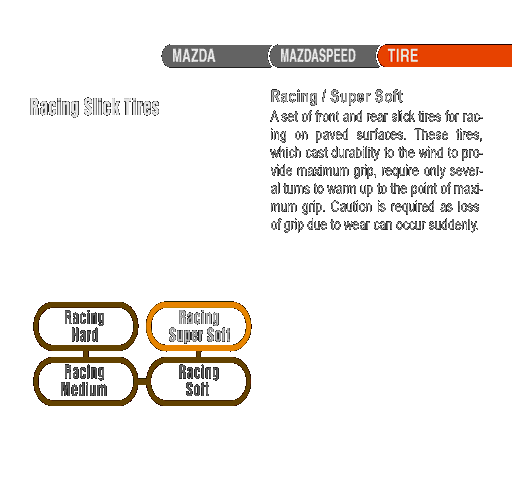 MAZDA MAZDASPEED TIRE
Racing Slick Tires
Racing / Super Soft
A set of front and rear slick tires for rac-
ing on paved surfaces. These tires,
which cast durability to the wind to pro-
vide maximum grip, require only sever-
al turns to warm up to the point of maxi-
mum grip. Caution is required as loss
of grip due to wear can occur suddenly.
Racing
Hard
Racing
Super Soft
Racing
Medium
Racing
Soft